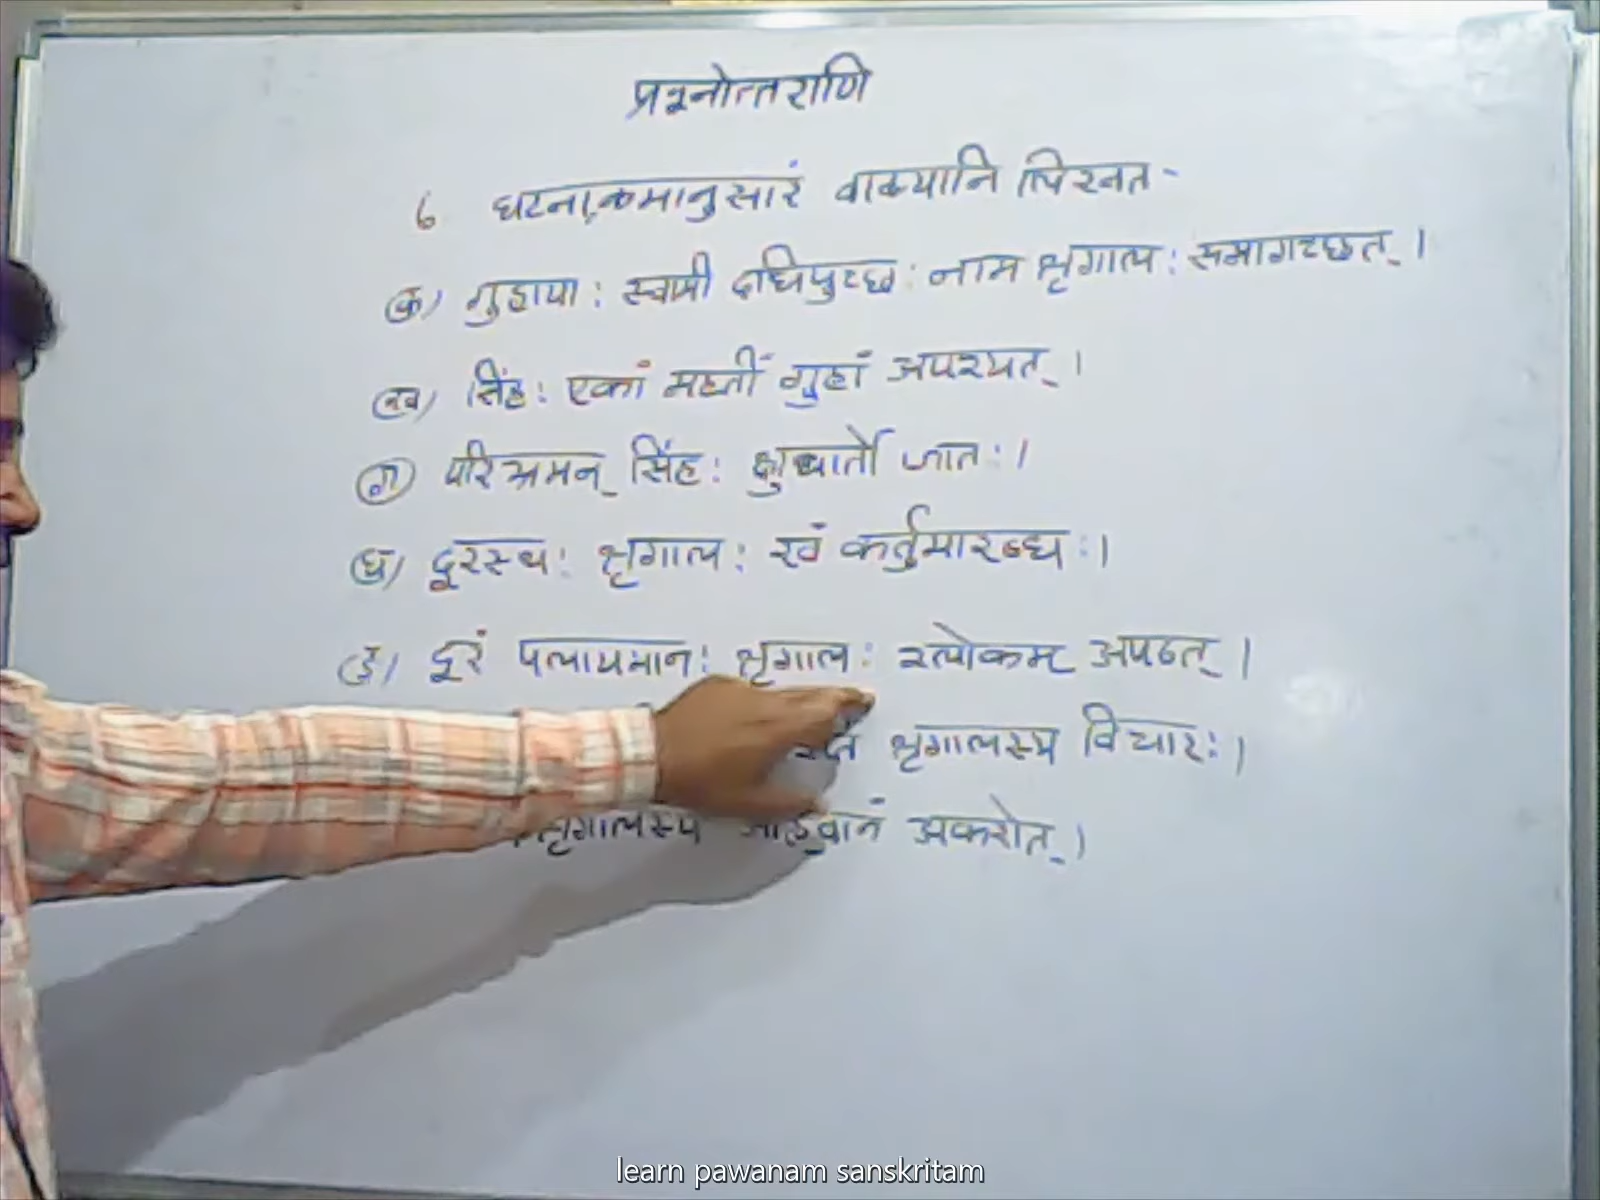 प्रश्नोत्तराणि
6 घटनाक्रमानुसारं वाक्यानि लिखत-
(क) गुहायाः स्वामी दधिपुच्छः नाम शृगालः समागच्छत्।
(ख) सिंहः एकां महतीं गुहां अपश्यत्।
(ग) परिभ्रमन् सिंहः क्षुधार्तो जातः।
(घ) दूरस्थः शृगालः रवं कर्तुमारब्धः।
(ङ) दूरं पलायमानः शृगालः श्लोकम् अपठत्।
शृगालस्य विचारः।
शृगालस्य आह्वानं अकरोत्।
learn pawanam sanskritam